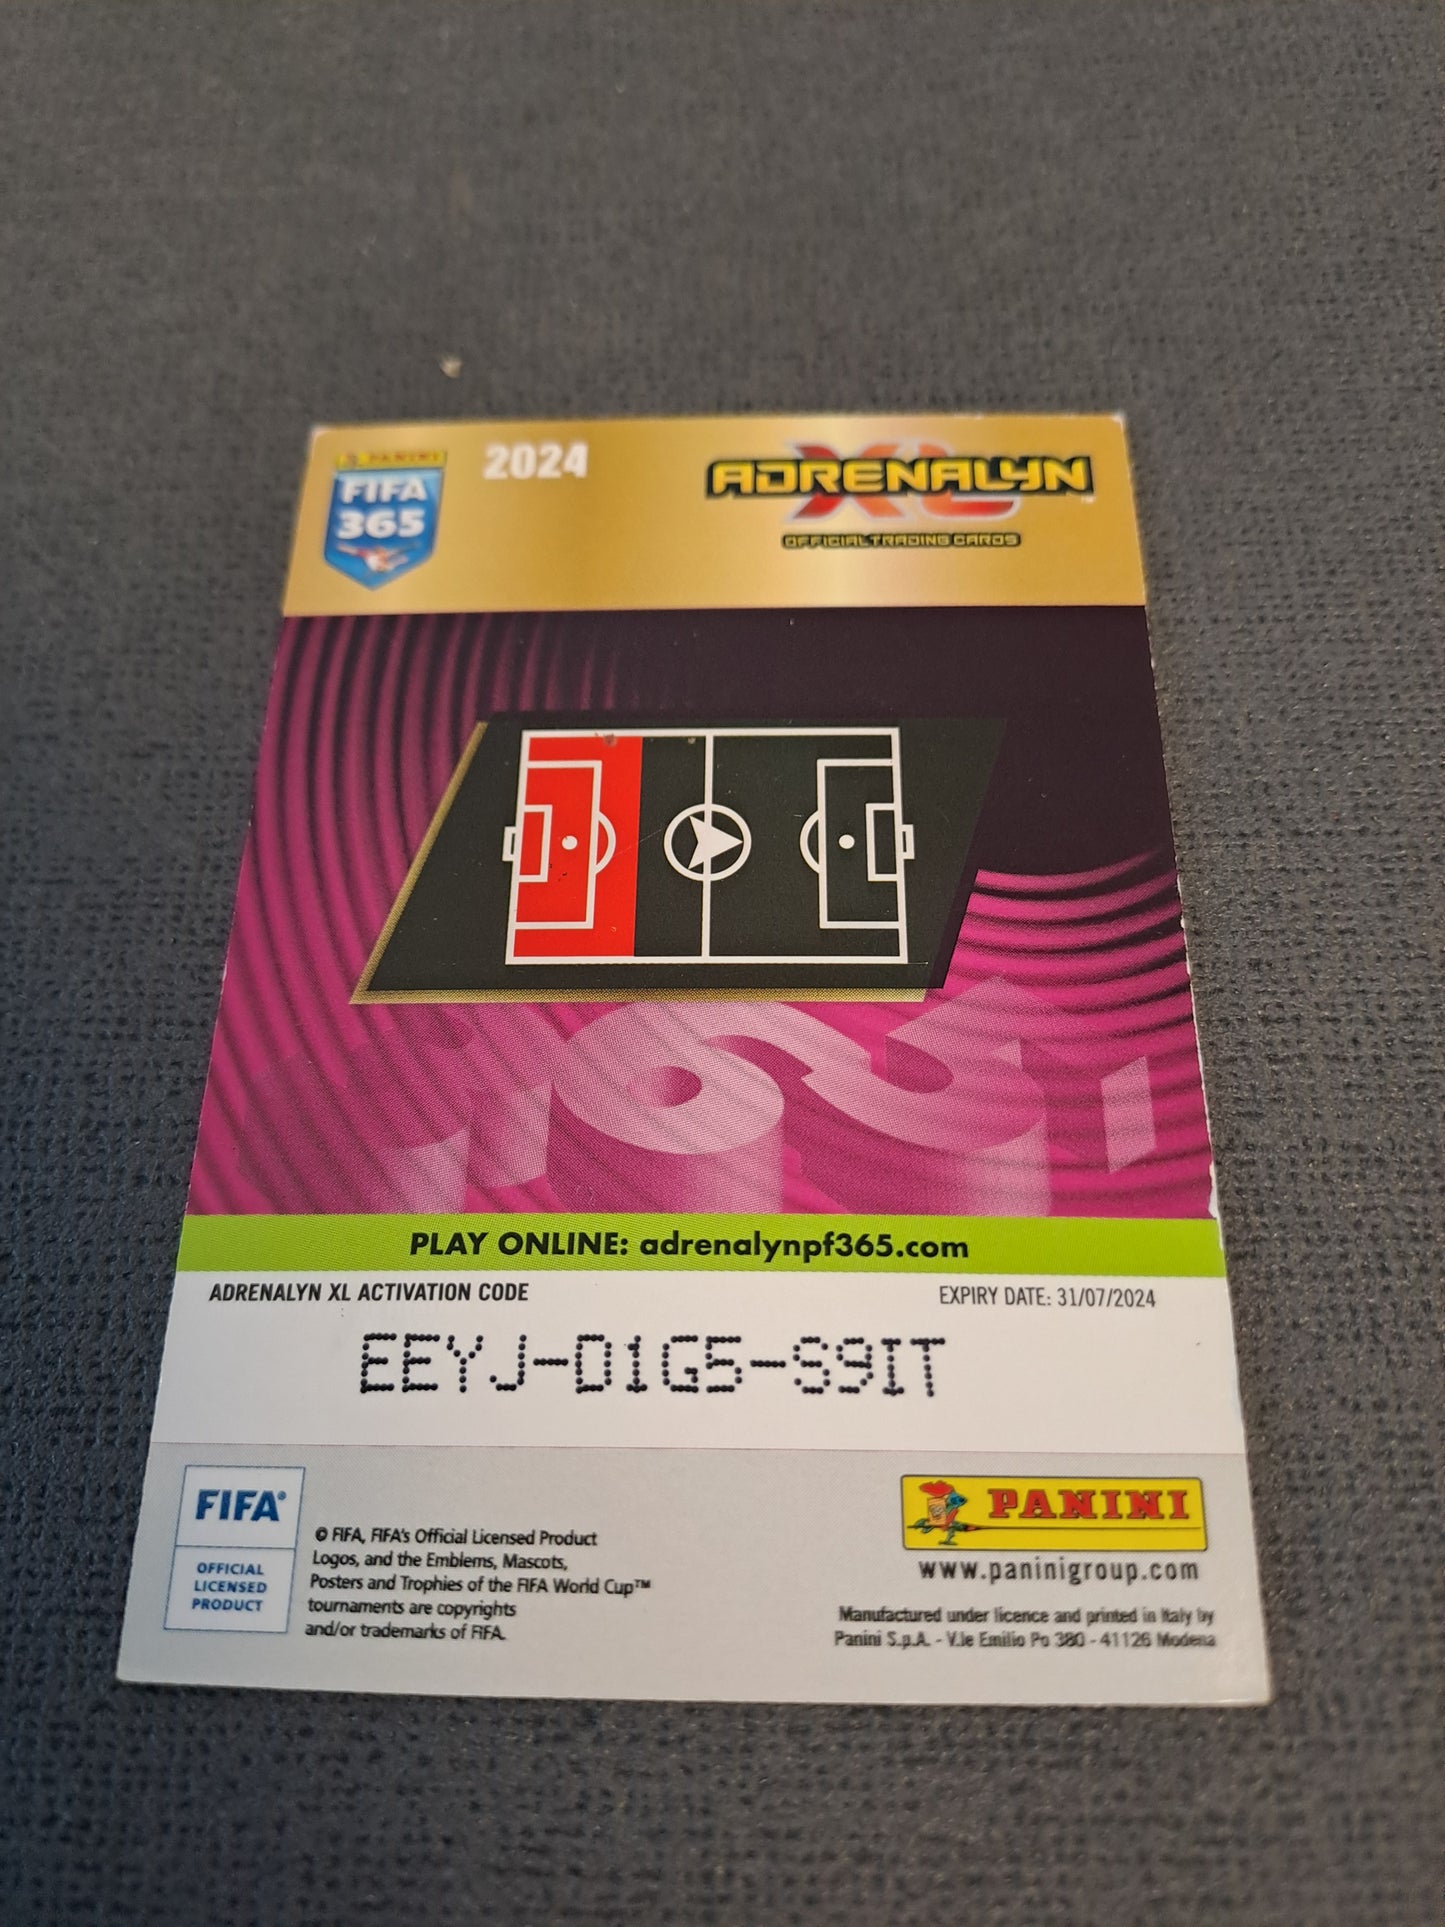 PANINI
FIFA
365
2024
ADRENALYN
XL
™
OFFICIAL TRADING CARDS
PLAY ONLINE: adrenalynpf365.com
ADRENALYN XL ACTIVATION CODE
EXPIRY DATE: 31/07/2024
EEYJ-D1G5-S9IT
FIFA®
OFFICIAL
LICENSED
PRODUCT
© FIFA, FIFA's Official Licensed Product
Logos, and the Emblems, Mascots,
Posters and Trophies of the FIFA World Cup™
tournaments are copyrights
and/or trademarks of FIFA.
PANINI
www.paninigroup.com
Manufactured under licence and printed in Italy by
Panini S.p.A. - V.le Emilio Po 380 - 41126 Modena